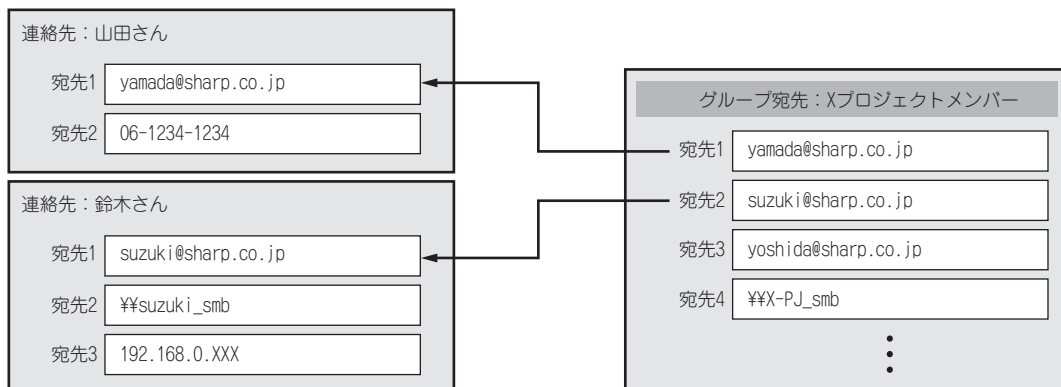 連絡先：山田さん
宛先1 yamada@sharp.co.jp
宛先2 06-1234-1234
連絡先：鈴木さん
宛先1 suzuki@sharp.co.jp
宛先2 ¥¥suzuki_smb
宛先3 192.168.0.XXX
グループ宛先：Xプロジェクトメンバー
宛先1 yamada@sharp.co.jp
宛先2 suzuki@sharp.co.jp
宛先3 yoshida@sharp.co.jp
宛先4 ¥¥X-PJ_smb